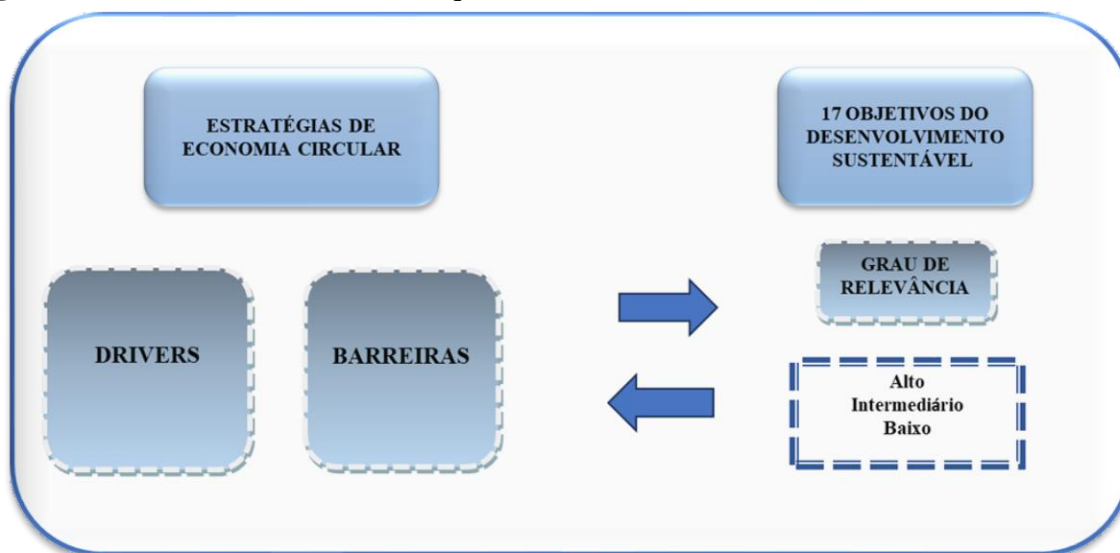 ESTRATÉGIAS DE
ECONOMIA CIRCULAR
17 OBJETIVOS DO
DESENVOLVIMENTO
SUSTENTÁVEL
DRIVERS
BARREIRAS
GRAU DE
RELEVÂNCIA
Alto
Intermediário
Baixo